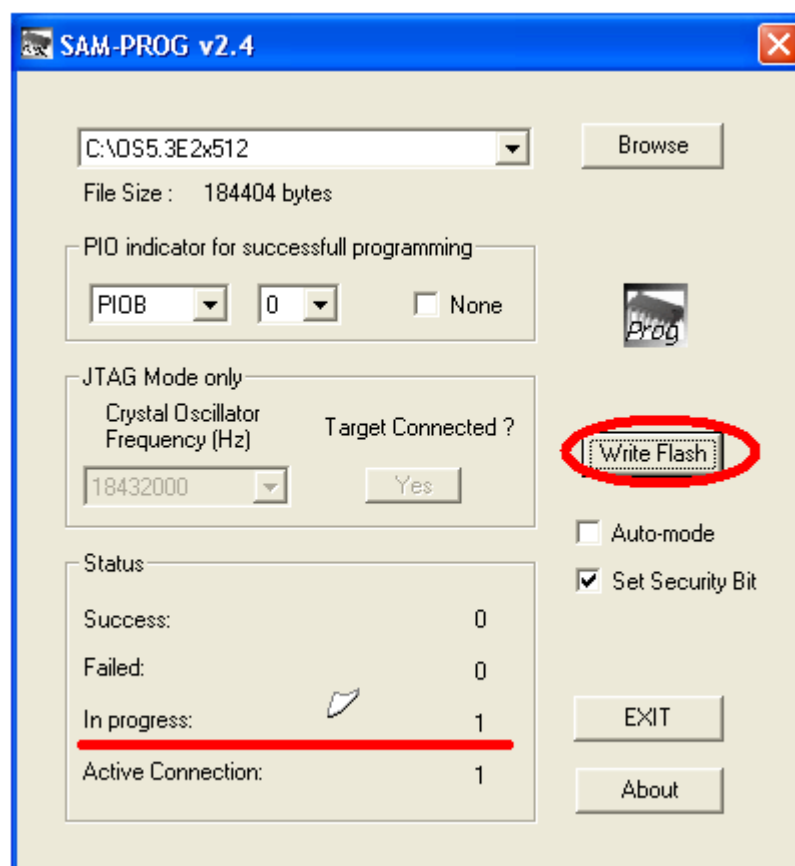 SAM-PROG v2.4
C:\OS5.3E2x512
Browse
File Size : 184404 bytes
PIO indicator for successfull programming
PIOB 0 None
Prog
JTAG Mode only
Crystal Oscillator
Frequency (Hz)
Target Connected ?
Write Flash
18432000
Yes
Auto-mode
Status
Set Security Bit
Success: 0
Failed: 0
In progress: 1
EXIT
Active Connection: 1
About